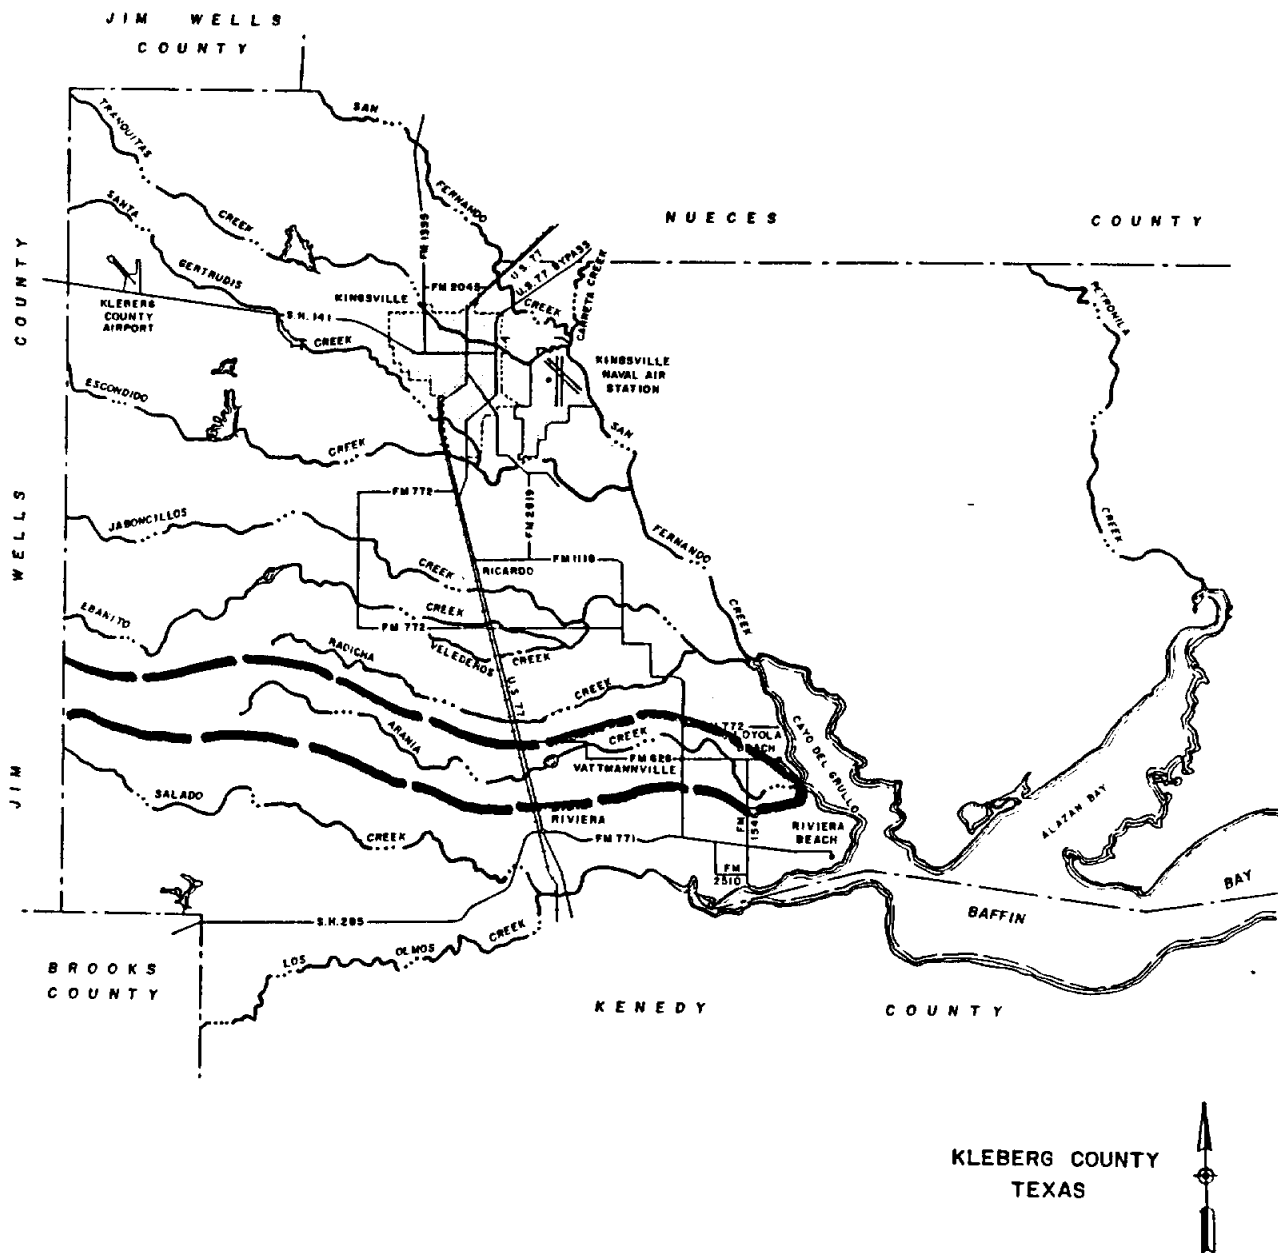 JIM WELLS
COUNTY
SAN
TRANQUITAS
FERNANDO
SANTA
CREEK
FM 1355
NUECES COUNTY
U.S. 77
U.S. 77 BYPASS
CARRETA CREEK
GERTRUDIS
FM 2045
PETRONILA
KINGSVILLE
CREEK
KLEBERG
COUNTY
AIRPORT
S.H. 141
CREEK
KINGSVILLE
NAVAL AIR
STATION
ESCONDIDO
SAN
CREEK
FM 772
FM 2619
CREEK
JABONCILLOS
FERNANDO
FM 1118
RICARDO
CREEK
CREEK
EBANITO
CREEK
FM 772
RADICHA
VELEDEROS
CREEK
U.S. 77
CREEK
ARANIA
CREEK
772
LOYOLA
BEACH
CAYO DEL GRULLO
FM 628
VATTMANNVILLE
SALADO
RIVIERA
FM 1546
RIVIERA
BEACH
ALAZAN BAY
CREEK
FM 771
FM
2510
BAY
BAFFIN
S.H. 285
CREEK
OLMOS
LOS
JIM WELLS COUNTY
BROOKS
COUNTY
KENEDY COUNTY
KLEBERG COUNTY
TEXAS